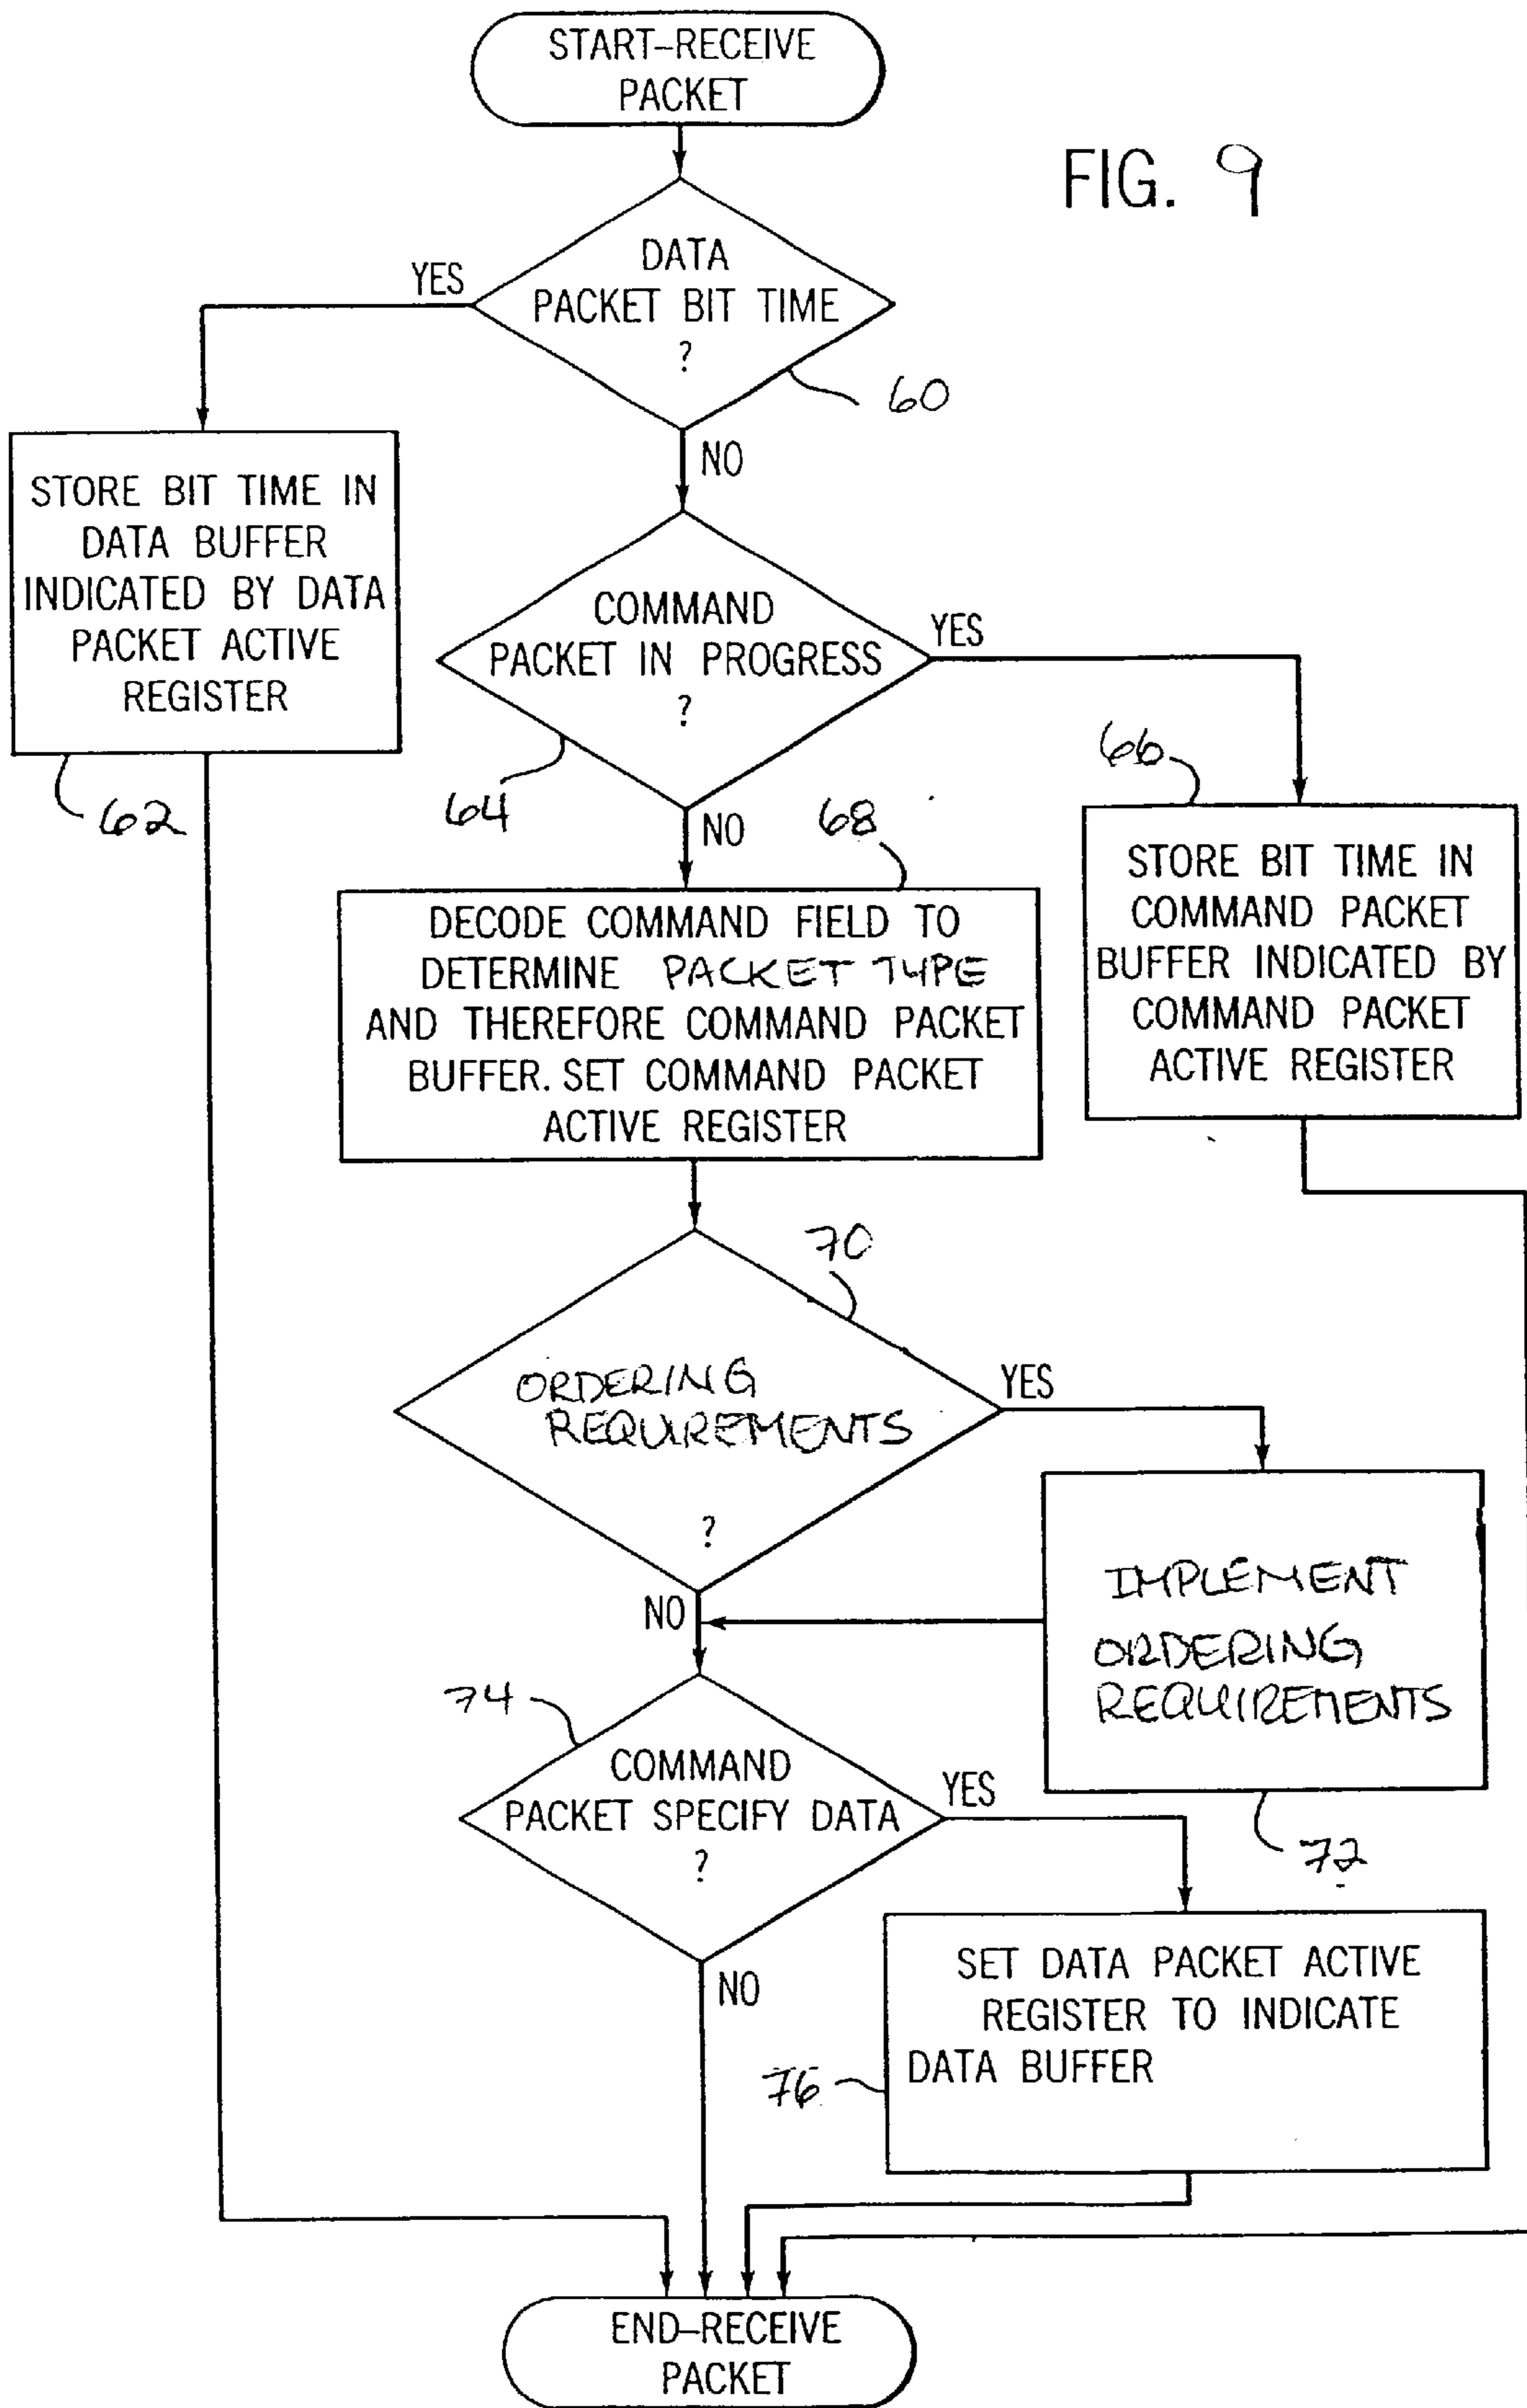 START-RECEIVE
PACKET
FIG. 9
DATA
PACKET BIT TIME
?
YES
60
NO
STORE BIT TIME IN
DATA BUFFER
INDICATED BY DATA
PACKET ACTIVE
REGISTER
62
COMMAND
PACKET IN PROGRESS
?
YES
64
NO
66
STORE BIT TIME IN
COMMAND PACKET
BUFFER INDICATED BY
COMMAND PACKET
ACTIVE REGISTER
68
DECODE COMMAND FIELD TO
DETERMINE PACKET TYPE
AND THEREFORE COMMAND PACKET
BUFFER. SET COMMAND PACKET
ACTIVE REGISTER
70
ORDERING
REQUIREMENTS
?
YES
NO
IMPLEMENT
ORDERING
REQUIREMENTS
72
74
COMMAND
PACKET SPECIFY DATA
?
YES
NO
SET DATA PACKET ACTIVE
REGISTER TO INDICATE
DATA BUFFER
76
END-RECEIVE
PACKET